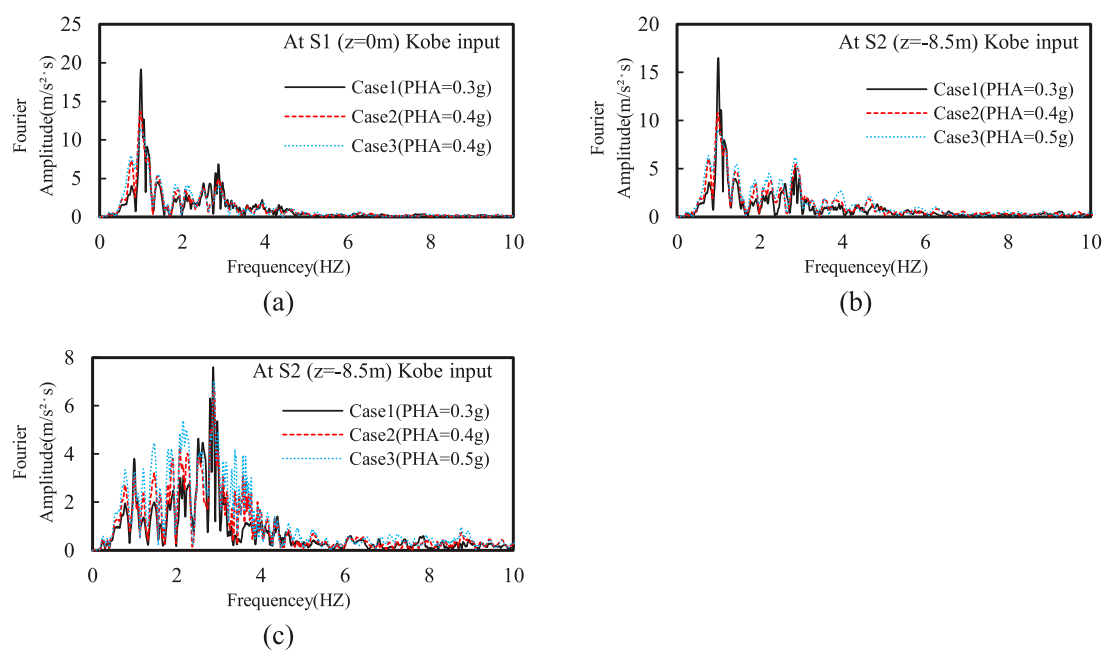 25
20
15
10
5
0
Fourier
Amplitude(m/s²·s)
At S1 (z=0m) Kobe input
Case1(PHA=0.3g)
Case2(PHA=0.4g)
Case3(PHA=0.4g)
0 2 4 6 8 10
Frequencey(HZ)
(a)
20
15
10
5
0
Fourier
Amplitude(m/s²·s)
At S2 (z=-8.5m) Kobe input
Case1(PHA=0.3g)
Case2(PHA=0.4g)
Case3(PHA=0.5g)
0 2 4 6 8 10
Frequencey(HZ)
(b)
8
6
4
2
0
Fourier
Amplitude(m/s²·s)
At S2 (z=-8.5m) Kobe input
Case1(PHA=0.3g)
Case2(PHA=0.4g)
Case3(PHA=0.5g)
0 2 4 6 8 10
Frequencey(HZ)
(c)